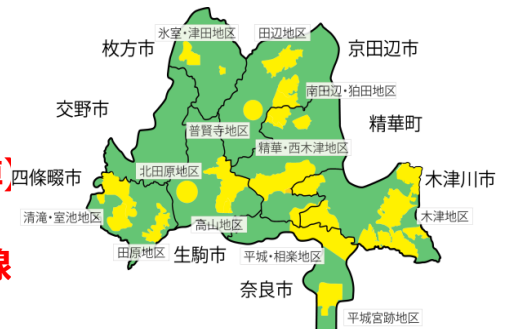 氷室・津田地区
田辺地区
枚方市
京田辺市
南田辺・狛田地区
交野市
普賢寺地区
精華町
精華・西木津地区
四條畷市
北田原地区
木津川市
清滝・室池地区
高山地区
木津地区
田原地区
生駒市
平城・相楽地区
線
奈良市
平城宮跡地区